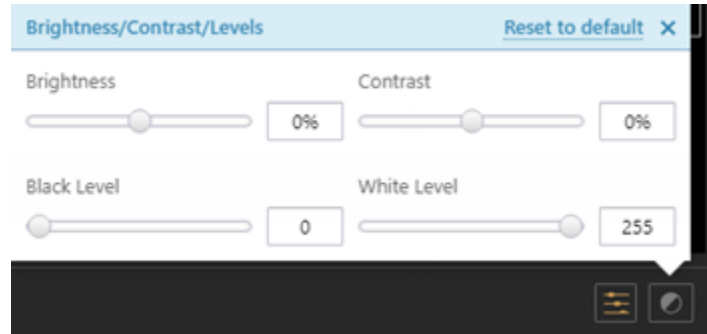 Brightness/Contrast/Levels Reset to default
Brightness Contrast
0% 0%
Black Level White Level
0 255